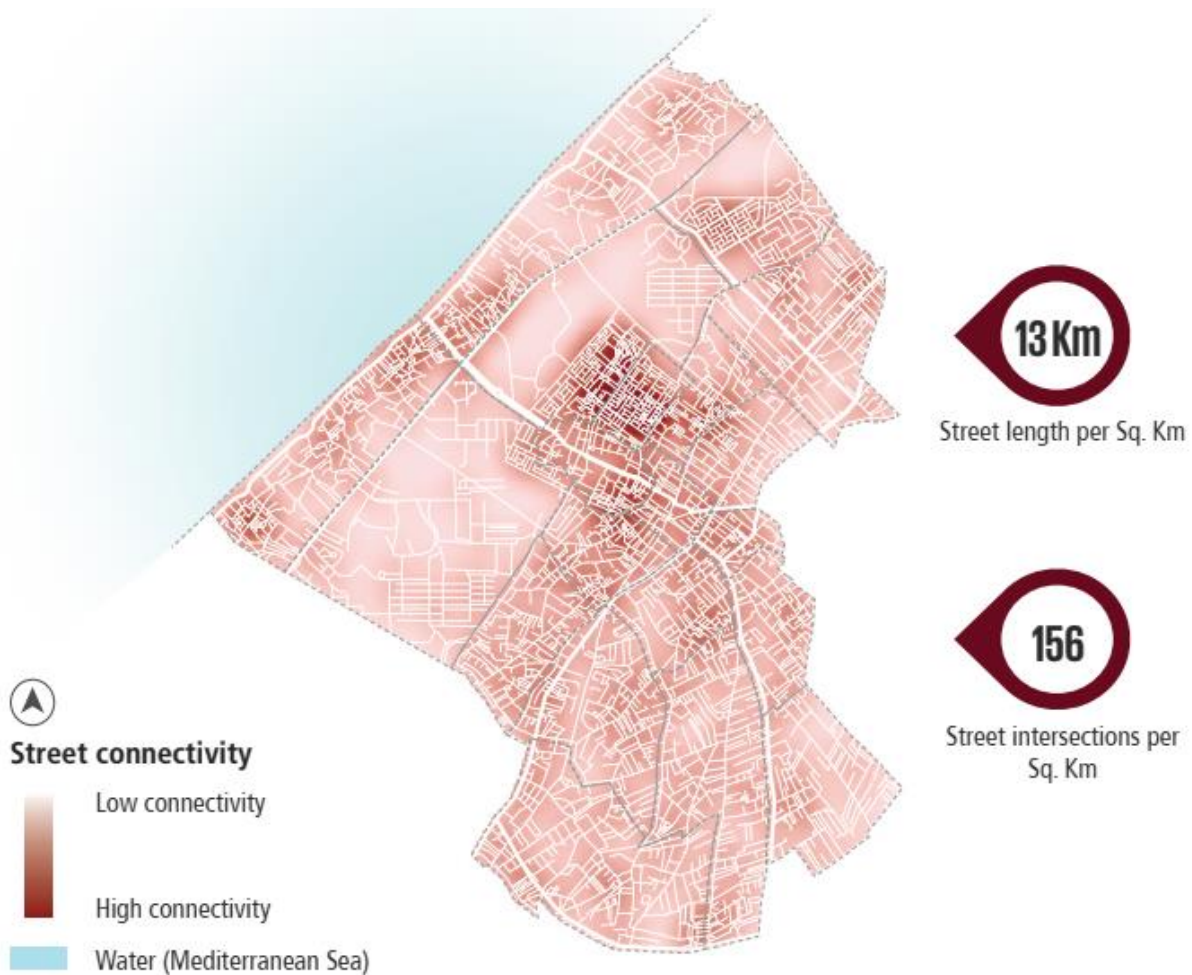 13 Km
Street length per Sq. Km
156
Street intersections per
Sq. Km
Street connectivity
Low connectivity
High connectivity
Water (Mediterranean Sea)